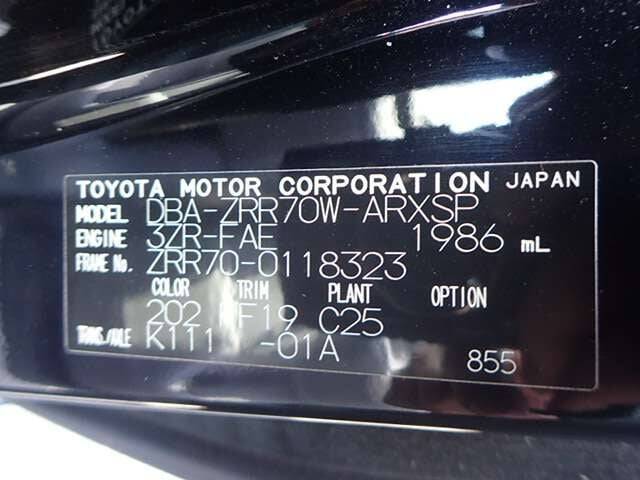 TOYOTA MOTOR CORPORATION JAPAN
MODEL DBA-ZRR70W-ARXSP
ENGINE 3ZR-FAE 1986 mL
FRAME No. ZRR70-0118323
COLOR TRIM PLANT OPTION
202 F19 C25
TRANS./AXLE K111 -01A 855